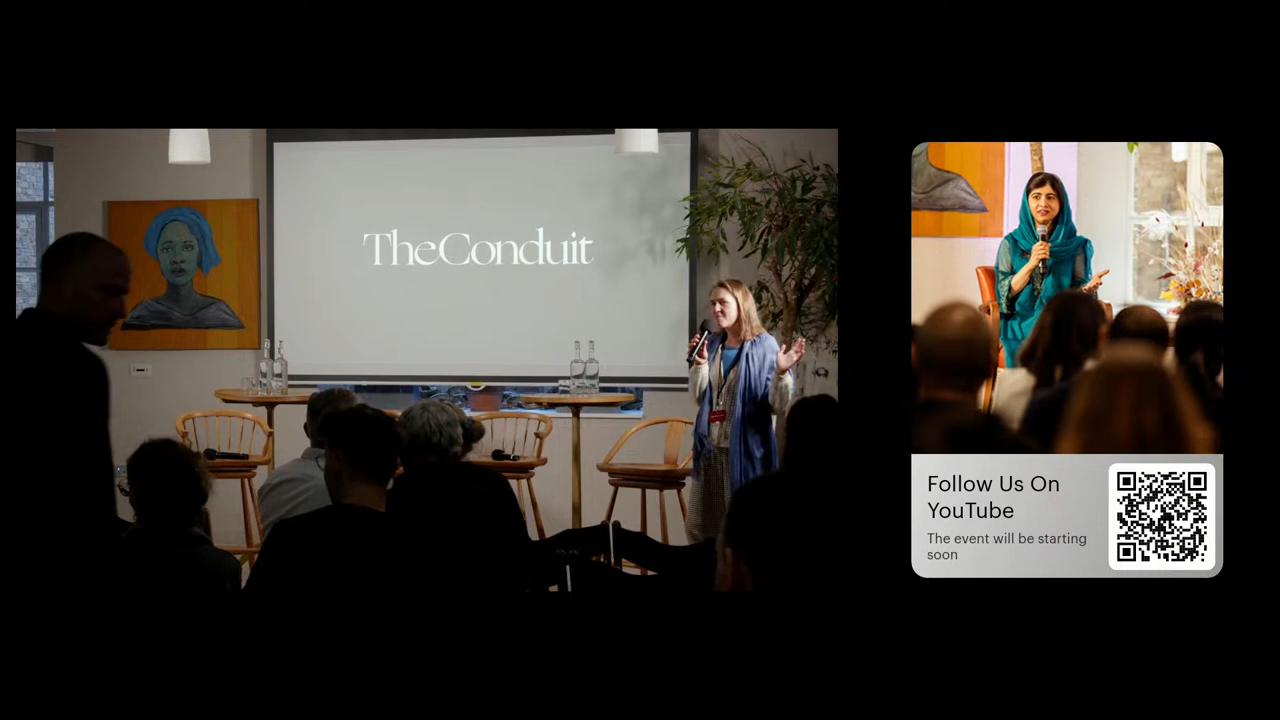 TheConduit
Follow Us On
YouTube
The event will be starting
soon